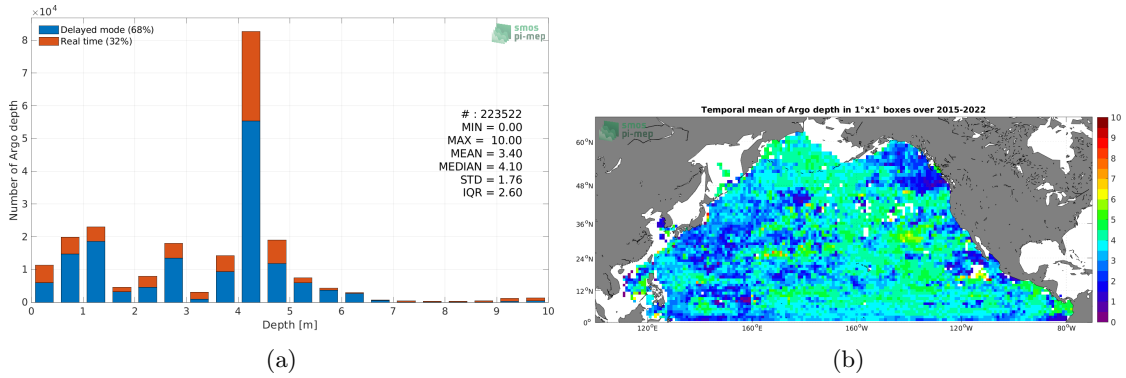 ×10⁴
Delayed mode (68%)
Real time (32%)
smos
pi-mep
# : 223522
MIN = 0.00
MAX = 10.00
MEAN = 3.40
MEDIAN = 4.10
STD = 1.76
IQR = 2.60
Number of Argo depth
8
7
6
5
4
3
2
1
0
0 1 2 3 4 5 6 7 8 9 10
Depth [m]
(a)
Temporal mean of Argo depth in 1°x1° boxes over 2015-2022
smos
pi-mep
60°N
48°N
36°N
24°N
12°N
0°
120°E 160°E 160°W 120°W 80°W
10
9
8
7
6
5
4
3
2
1
0
(b)